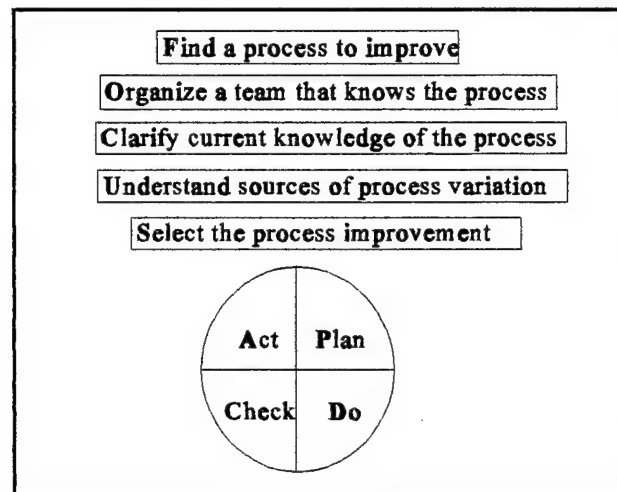 Find a process to improve
Organize a team that knows the process
Clarify current knowledge of the process
Understand sources of process variation
Select the process improvement
Act Plan
Check Do